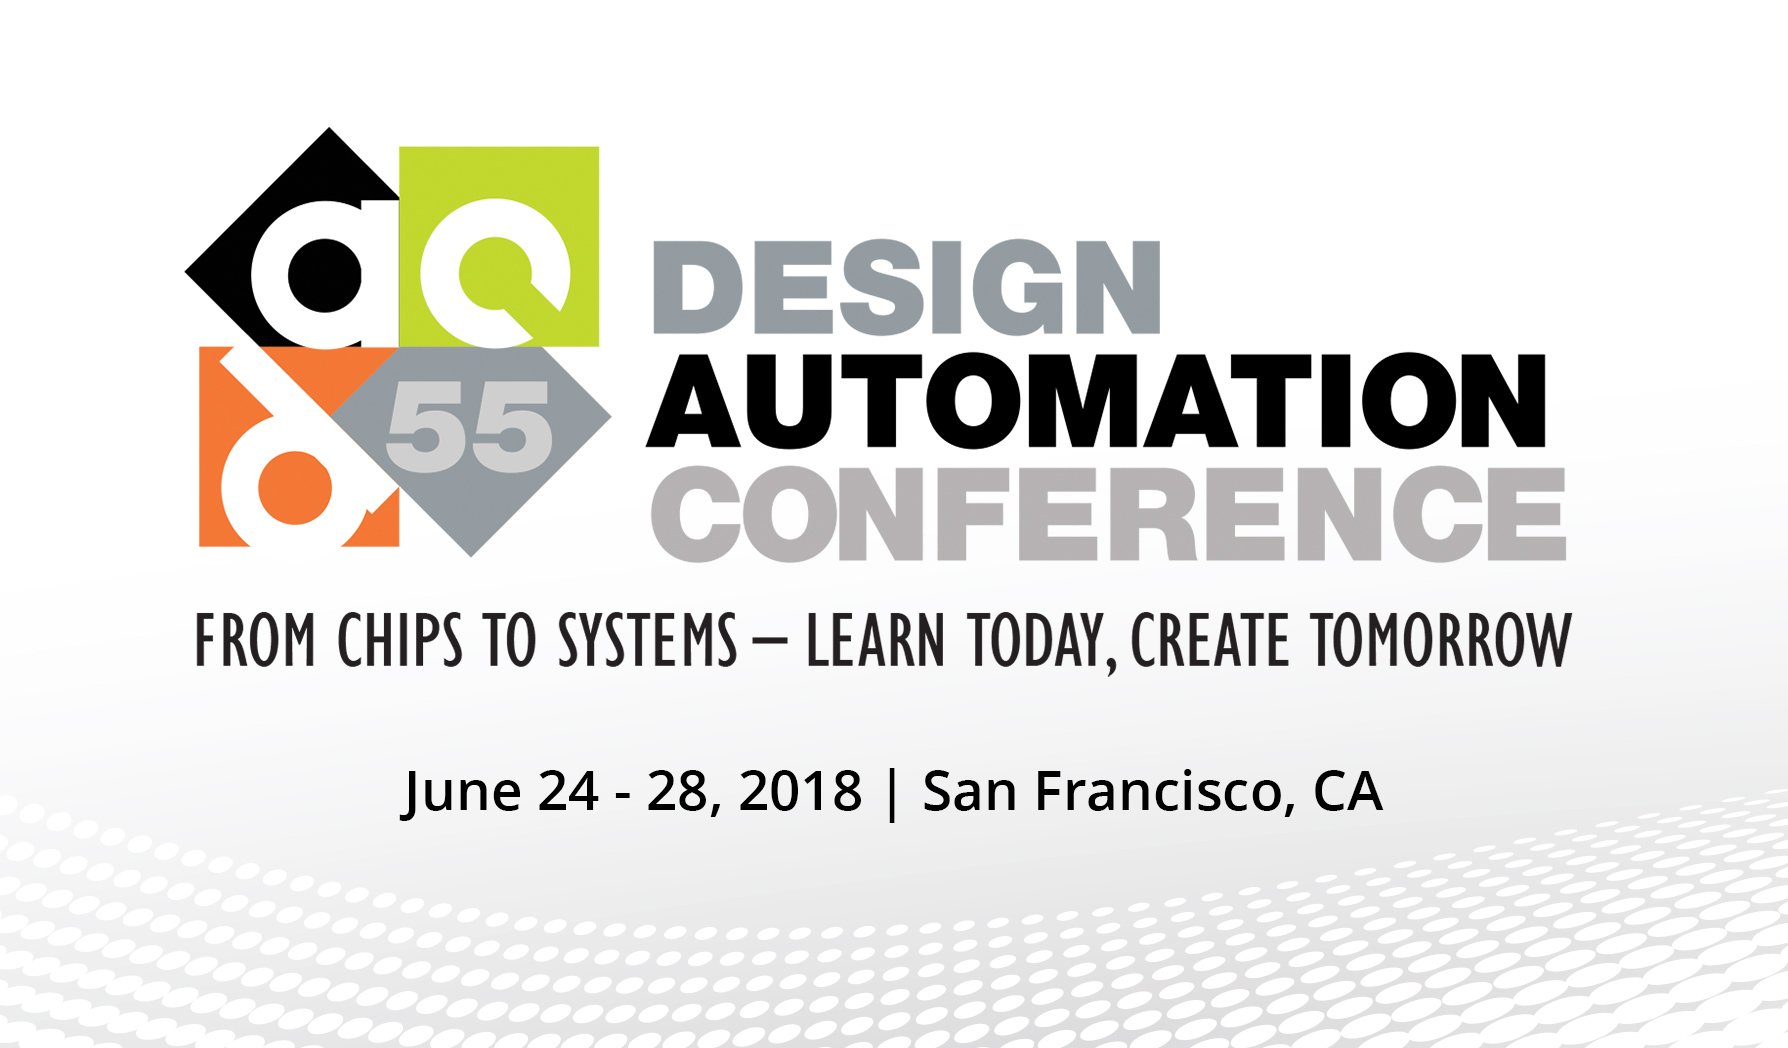 dac
55
DESIGN
AUTOMATION
CONFERENCE
FROM CHIPS TO SYSTEMS – LEARN TODAY, CREATE TOMORROW
June 24 - 28, 2018 | San Francisco, CA